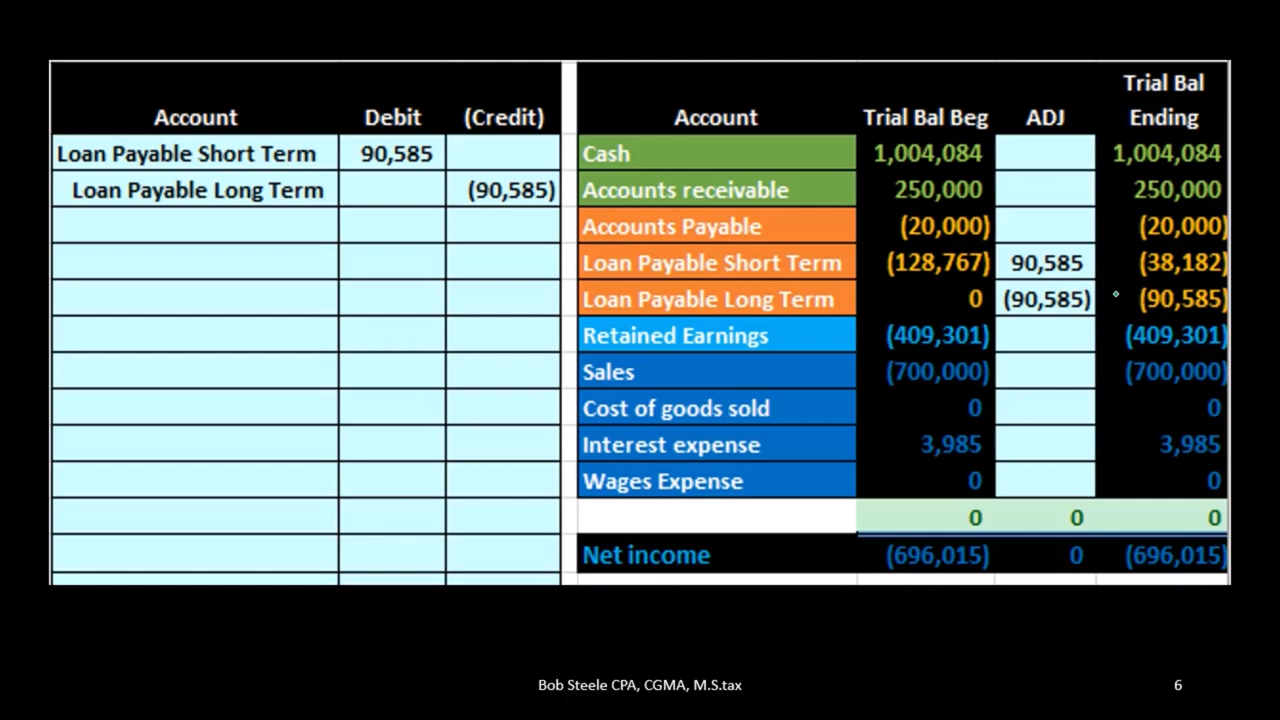 Account Debit (Credit)
Loan Payable Short Term 90,585
Loan Payable Long Term (90,585)
Account Trial Bal Beg ADJ Trial Bal Ending
Cash 1,004,084 1,004,084
Accounts receivable 250,000 250,000
Accounts Payable (20,000) (20,000)
Loan Payable Short Term (128,767) 90,585 (38,182)
Loan Payable Long Term 0 (90,585) (90,585)
Retained Earnings (409,301) (409,301)
Sales (700,000) (700,000)
Cost of goods sold 0 0
Interest expense 3,985 3,985
Wages Expense 0 0
0 0 0
Net income (696,015) 0 (696,015)
Bob Steele CPA, CGMA, M.S.tax 6